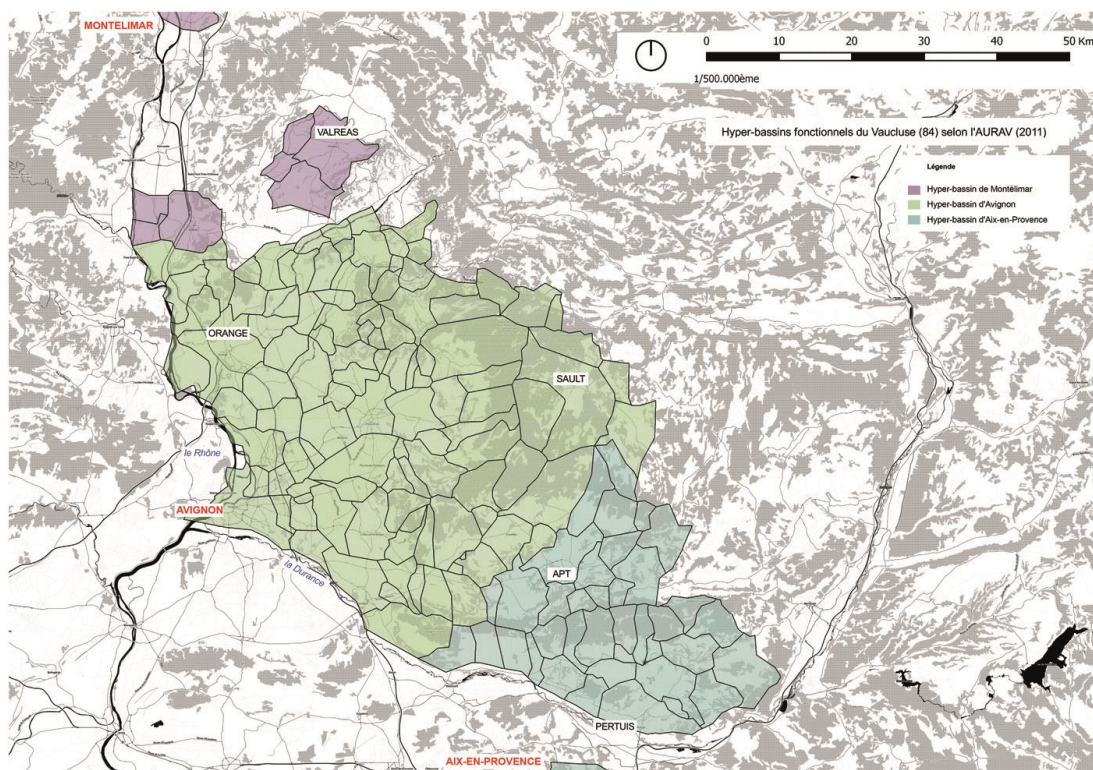 MONTELIMAR
0 10 20 30 40 50 Km
1/500.000ème
VALREAS
Hyper-bassins fonctionnels du Vaucluse (84) selon l'AURAV (2011)
Légende
Hyper-bassin de Montélimar
Hyper-bassin d'Avignon
Hyper-bassin d'Aix-en-Provence
ORANGE
SAULT
le Rhône
AVIGNON
la Durance
APT
PERTUIS
AIX-EN-PROVENCE